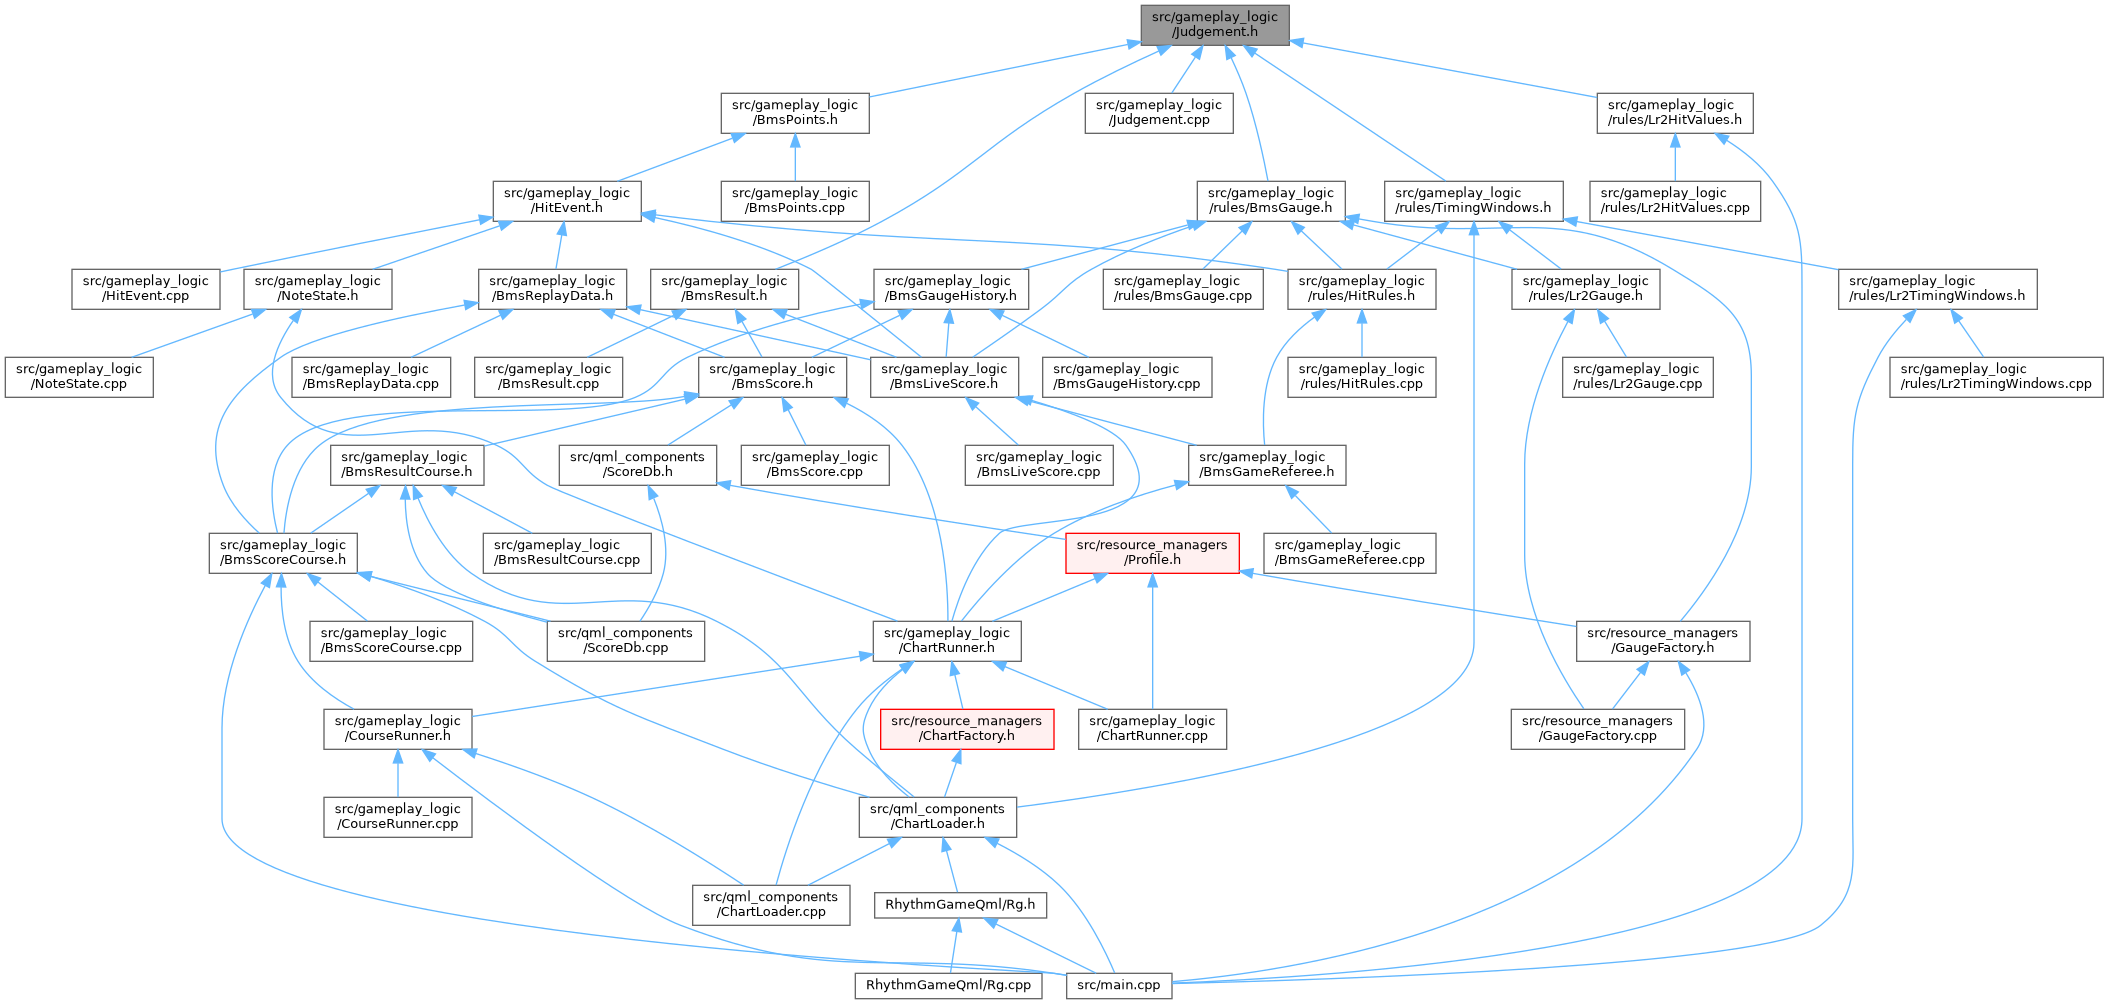 src/gameplay_logic
/Judgement.h
src/gameplay_logic
/BmsPoints.h
src/gameplay_logic
/Judgement.cpp
src/gameplay_logic
/rules/Lr2HitValues.h
src/gameplay_logic
/HitEvent.h
src/gameplay_logic
/BmsPoints.cpp
src/gameplay_logic
/rules/BmsGauge.h
src/gameplay_logic
/rules/TimingWindows.h
src/gameplay_logic
/rules/Lr2HitValues.cpp
src/gameplay_logic
/HitEvent.cpp
src/gameplay_logic
/NoteState.h
src/gameplay_logic
/BmsReplayData.h
src/gameplay_logic
/BmsResult.h
src/gameplay_logic
/BmsGaugeHistory.h
src/gameplay_logic
/rules/BmsGauge.cpp
src/gameplay_logic
/rules/HitRules.h
src/gameplay_logic
/rules/Lr2Gauge.h
src/gameplay_logic
/rules/Lr2TimingWindows.h
src/gameplay_logic
/NoteState.cpp
src/gameplay_logic
/BmsReplayData.cpp
src/gameplay_logic
/BmsResult.cpp
src/gameplay_logic
/BmsScore.h
src/gameplay_logic
/BmsLiveScore.h
src/gameplay_logic
/BmsGaugeHistory.cpp
src/gameplay_logic
/rules/HitRules.cpp
src/gameplay_logic
/rules/Lr2Gauge.cpp
src/gameplay_logic
/rules/Lr2TimingWindows.cpp
src/gameplay_logic
/BmsResultCourse.h
src/qml_components
/ScoreDb.h
src/gameplay_logic
/BmsScore.cpp
src/gameplay_logic
/BmsLiveScore.cpp
src/gameplay_logic
/BmsGameReferee.h
src/gameplay_logic
/BmsScoreCourse.h
src/gameplay_logic
/BmsResultCourse.cpp
src/resource_managers
/Profile.h
src/gameplay_logic
/BmsGameReferee.cpp
src/gameplay_logic
/BmsScoreCourse.cpp
src/qml_components
/ScoreDb.cpp
src/gameplay_logic
/ChartRunner.h
src/resource_managers
/GaugeFactory.h
src/gameplay_logic
/CourseRunner.h
src/resource_managers
/ChartFactory.h
src/gameplay_logic
/ChartRunner.cpp
src/resource_managers
/GaugeFactory.cpp
src/gameplay_logic
/CourseRunner.cpp
src/qml_components
/ChartLoader.h
src/qml_components
/ChartLoader.cpp
RhythmGameQml/Rg.h
RhythmGameQml/Rg.cpp
src/main.cpp